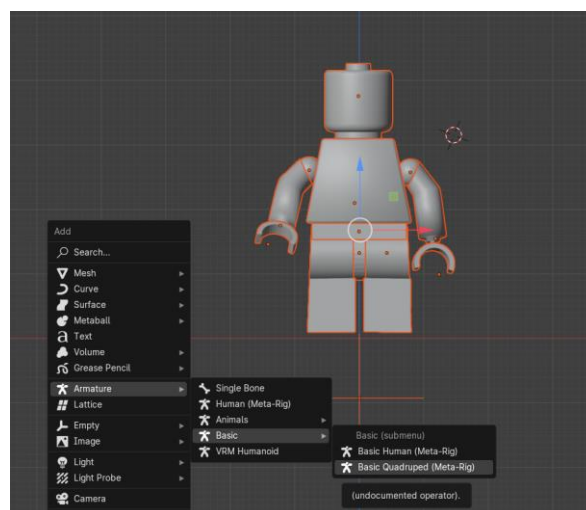 Add
Search...
Mesh
Curve
Surface
Metaball
Text
Volume
Grease Pencil
Armature
Lattice
Empty
Image
Light
Light Probe
Camera
Single Bone
Human (Meta-Rig)
Animals
Basic
VRM Humanoid
Basic (submenu)
Basic Human (Meta-Rig)
Basic Quadruped (Meta-Rig)
(undocumented operator).